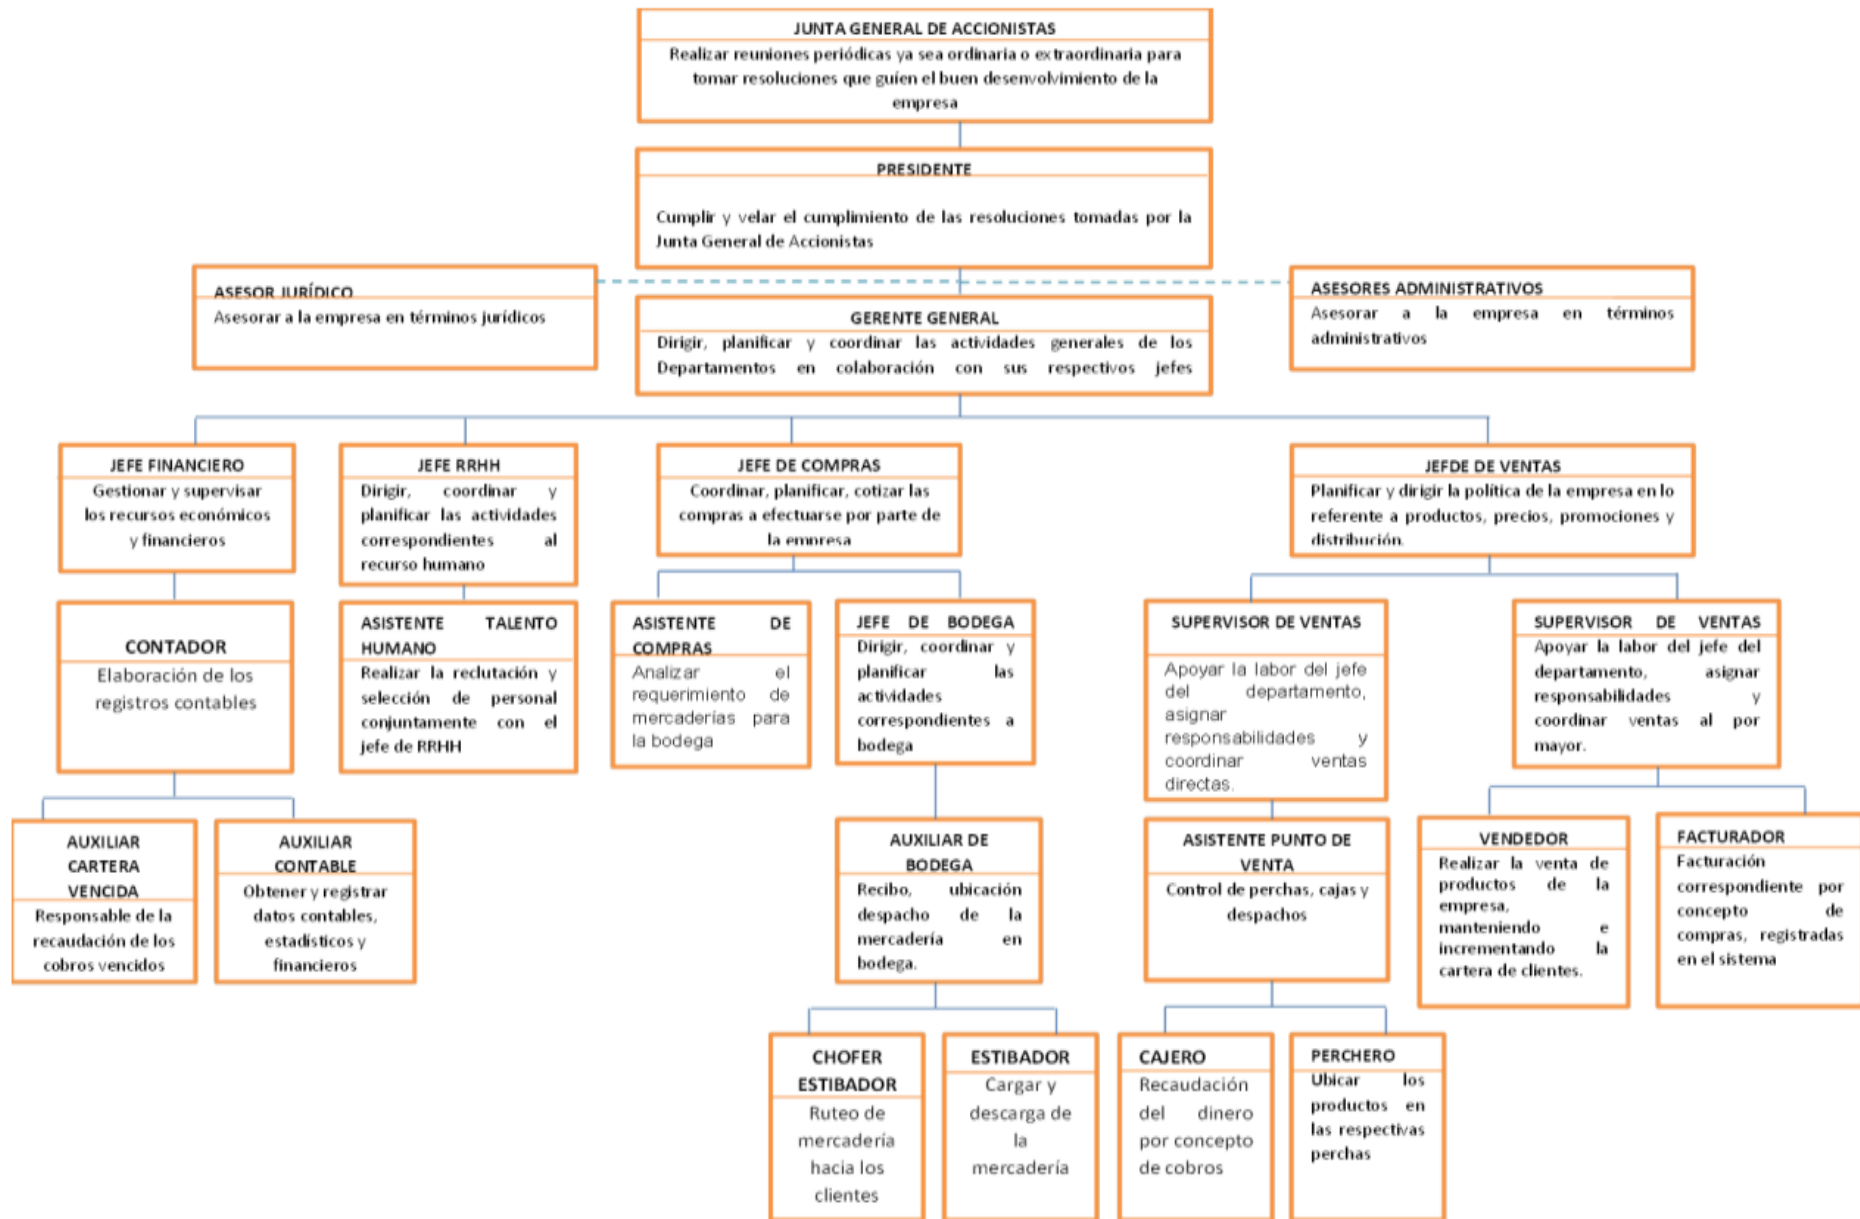 JUNTA GENERAL DE ACCIONISTAS
Realizar reuniones periódicas ya sea ordinaria o extraordinaria para
tomar resoluciones que guíen el buen desenvolvimiento de la
empresa
PRESIDENTE
Cumplir y velar el cumplimiento de las resoluciones tomadas por la
Junta General de Accionistas
ASESOR JURÍDICO
Asesorar a la empresa en términos jurídicos
ASESORES ADMINISTRATIVOS
Asesorar a la empresa en términos
administrativos
GERENTE GENERAL
Dirigir, planificar y coordinar las actividades generales de los
Departamentos en colaboración con sus respectivos jefes
JEFE FINANCIERO
Gestionar y supervisar
los recursos económicos
y financieros
JEFE RRHH
Dirigir, coordinar y
planificar las actividades
correspondientes al
recurso humano
JEFE DE COMPRAS
Coordinar, planificar, cotizar las
compras a efectuarse por parte de
la empresa
JEFDE DE VENTAS
Planificar y dirigir la política de la empresa en lo
referente a productos, precios, promociones y
distribución.
CONTADOR
Elaboración de los
registros contables
ASISTENTE TALENTO
HUMANO
Realizar la reclutación y
selección de personal
conjuntamente con el
jefe de RRHH
ASISTENTE DE
COMPRAS
Analizar el
requerimiento de
mercaderías para
la bodega
JEFE DE BODEGA
Dirigir, coordinar y
planificar las
actividades
correspondientes a
bodega
SUPERVISOR DE VENTAS
Apoyar la labor del jefe
del departamento,
asignar
responsabilidades y
coordinar ventas
directas.
SUPERVISOR DE VENTAS
Apoyar la labor del jefe del
departamento, asignar
responsabilidades y
coordinar ventas al por
mayor.
AUXILIAR
CARTERA
VENCIDA
Responsable de la
recaudación de los
cobros vencidos
AUXILIAR
CONTABLE
Obtener y registrar
datos contables,
estadísticos y
financieros
AUXILIAR DE
BODEGA
Recibo, ubicación
despacho de la
mercadería en
bodega.
ASISTENTE PUNTO DE
VENTA
Control de perchas, cajas y
despachos
VENDEDOR
Realizar la venta de
productos de la
empresa,
manteniendo e
incrementando la
cartera de clientes.
FACTURADOR
Facturación
correspondiente por
concepto de
compras, registradas
en el sistema
CHOFER
ESTIBADOR
Ruteo de
mercadería
hacia los
clientes
ESTIBADOR
Cargar y
descarga de
la
mercadería
CAJERO
Recaudación
del dinero
por concepto
de cobros
PERCHERO
Ubicar los
productos en
las respectivas
perchas